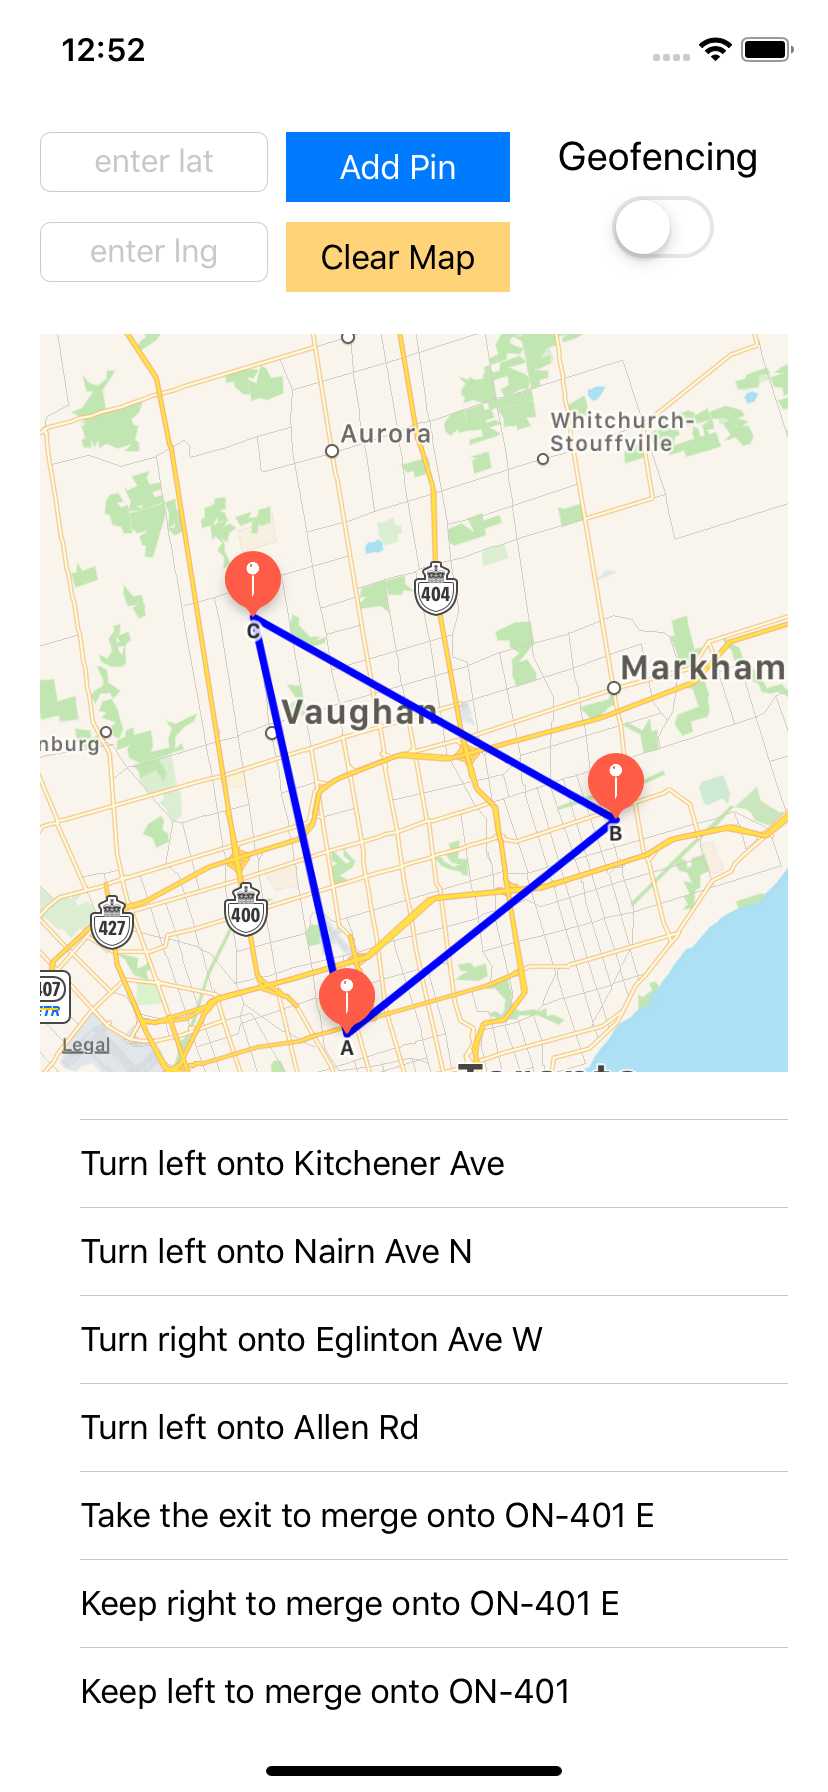 12:52
enter lat
Add Pin
Geofencing
enter lng
Clear Map
Aurora
Whitchurch-
Stouffville
404
C
Markham
Vaughan
nburg
B
427
400
407
ETR
Legal
A
Toronto
Turn left onto Kitchener Ave
Turn left onto Nairn Ave N
Turn right onto Eglinton Ave W
Turn left onto Allen Rd
Take the exit to merge onto ON-401 E
Keep right to merge onto ON-401 E
Keep left to merge onto ON-401